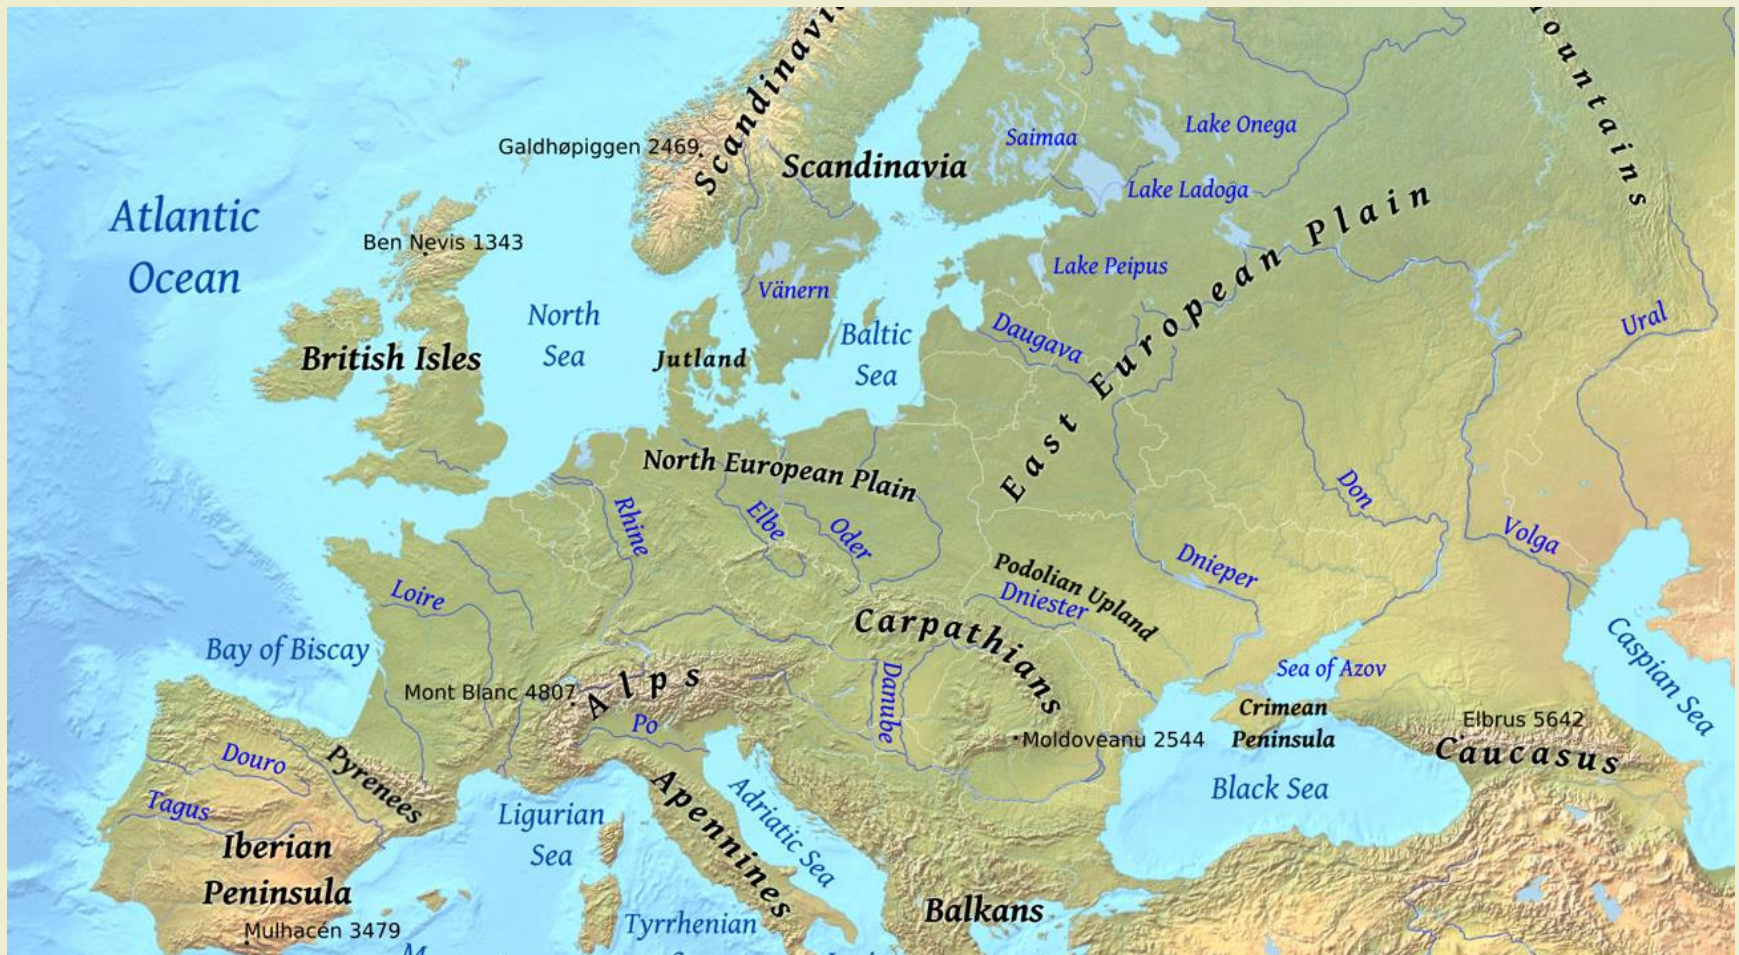 Scandinavi
ountains
Galdhøpiggen 2469
Scandinavia
Saimaa
Lake Onega
Lake Ladoga
Atlantic
Ocean
Ben Nevis 1343
North
Sea
Vänern
Lake Peipus
East European Plain
British Isles
Jutland
Baltic
Sea
Daugava
Ural
North European Plain
Rhine
Elbe
Oder
Don
Volga
Loire
Podolian Upland
Dniester
Dnieper
Carpathians
Bay of Biscay
Mont Blanc 4807
Alps
Po
Danube
Sea of Azov
Caspian Sea
Crimean
Peninsula
Elbrus 5642
Caucasus
Moldoveanu 2544
Black Sea
Douro
Pyrenees
Tagus
Iberian
Peninsula
Ligurian
Sea
Apennines
Adriatic Sea
Balkans
Mulhacén 3479
Tyrrhenian